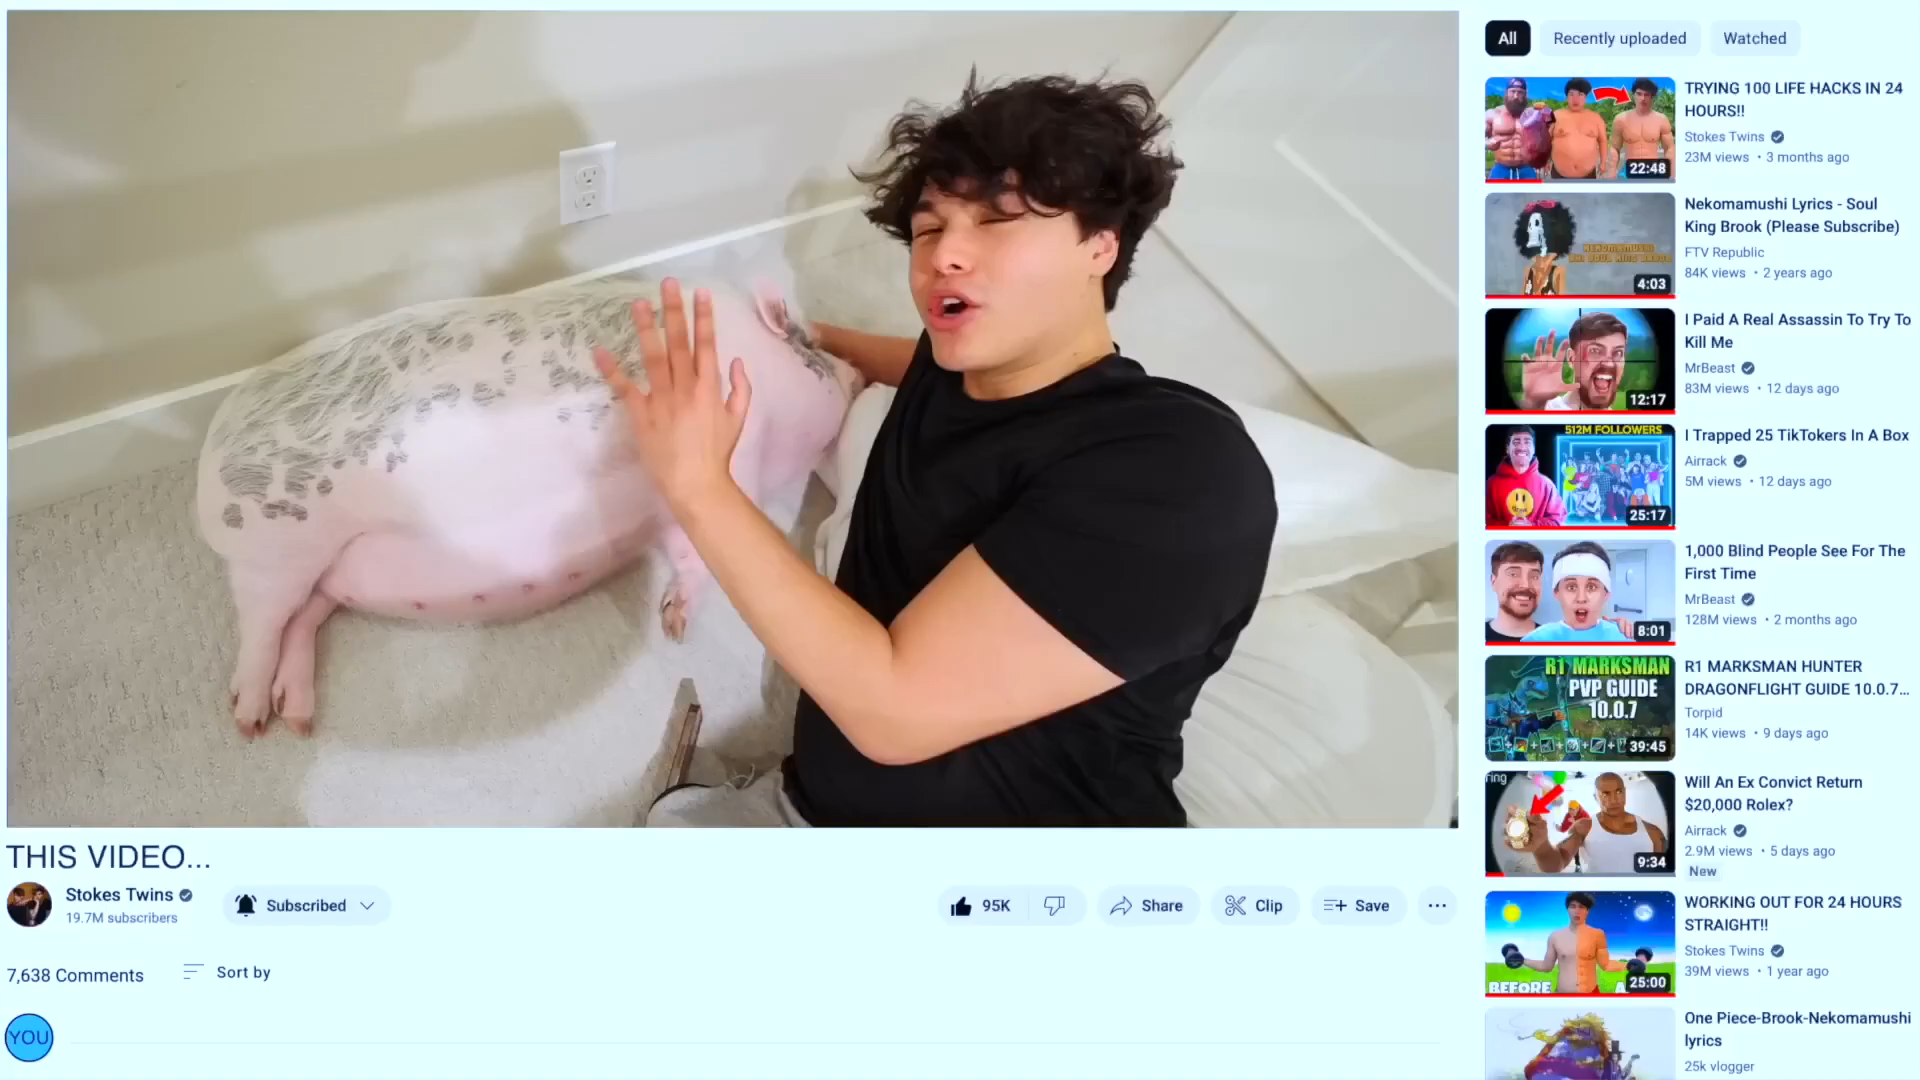 All
Recently uploaded
Watched
TRYING 100 LIFE HACKS IN 24
HOURS!!
Stokes Twins
23M views • 3 months ago
22:48
Nekomamushi Lyrics - Soul
King Brook (Please Subscribe)
FTV Republic
84K views • 2 years ago
4:03
I Paid A Real Assassin To Try To
Kill Me
MrBeast
83M views • 12 days ago
12:17
512M FOLLOWERS
I Trapped 25 TikTokers In A Box
Airrack
5M views • 12 days ago
25:17
1,000 Blind People See For The
First Time
MrBeast
128M views • 2 months ago
8:01
R1 MARKSMAN
PVP GUIDE
10.0.7
39:45
R1 MARKSMAN HUNTER
DRAGONFLIGHT GUIDE 10.0.7...
Torpid
14K views • 9 days ago
ring
9:34
Will An Ex Convict Return
$20,000 Rolex?
Airrack
2.9M views • 5 days ago
New
BEFORE
25:00
WORKING OUT FOR 24 HOURS
STRAIGHT!!
Stokes Twins
39M views • 1 year ago
One Piece-Brook-Nekomamushi
lyrics
25k vlogger
THIS VIDEO...
Stokes Twins
19.7M subscribers
Subscribed
95K
Share
Clip
Save
7,638 Comments
Sort by
YOU